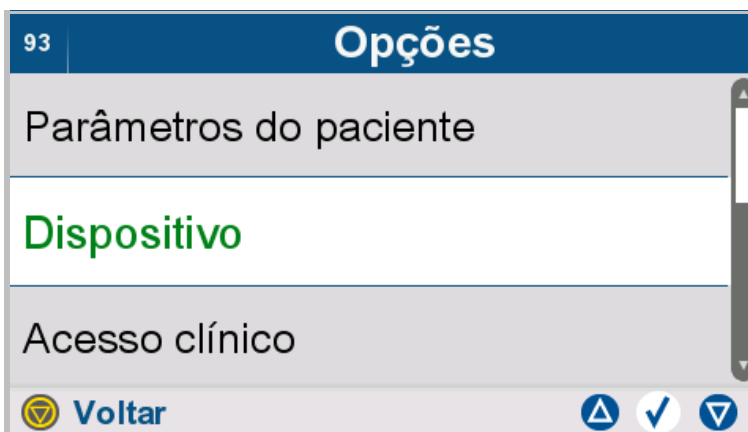 93
Opções
Parâmetros do paciente
Dispositivo
Acesso clínico
Voltar